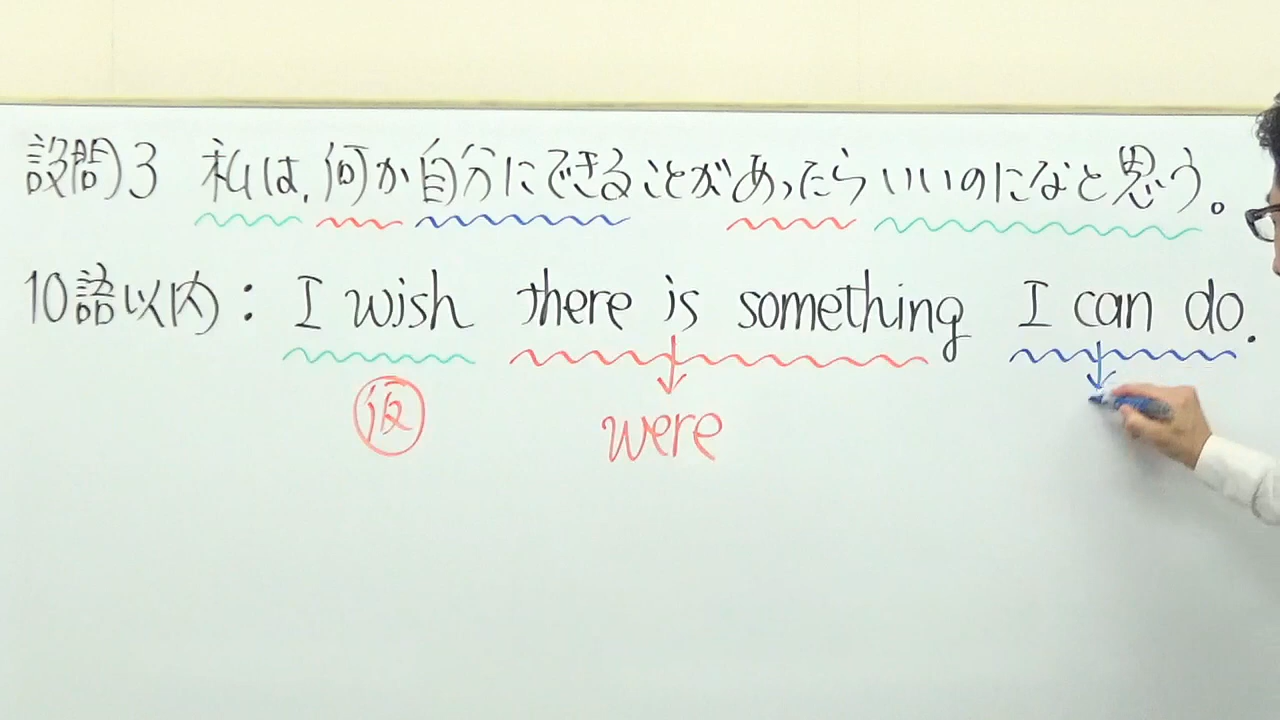 設問3 私は、何か自分にできることがあったらいいのになと思う。
10語以内: I wish there is something I can do.
仮 were